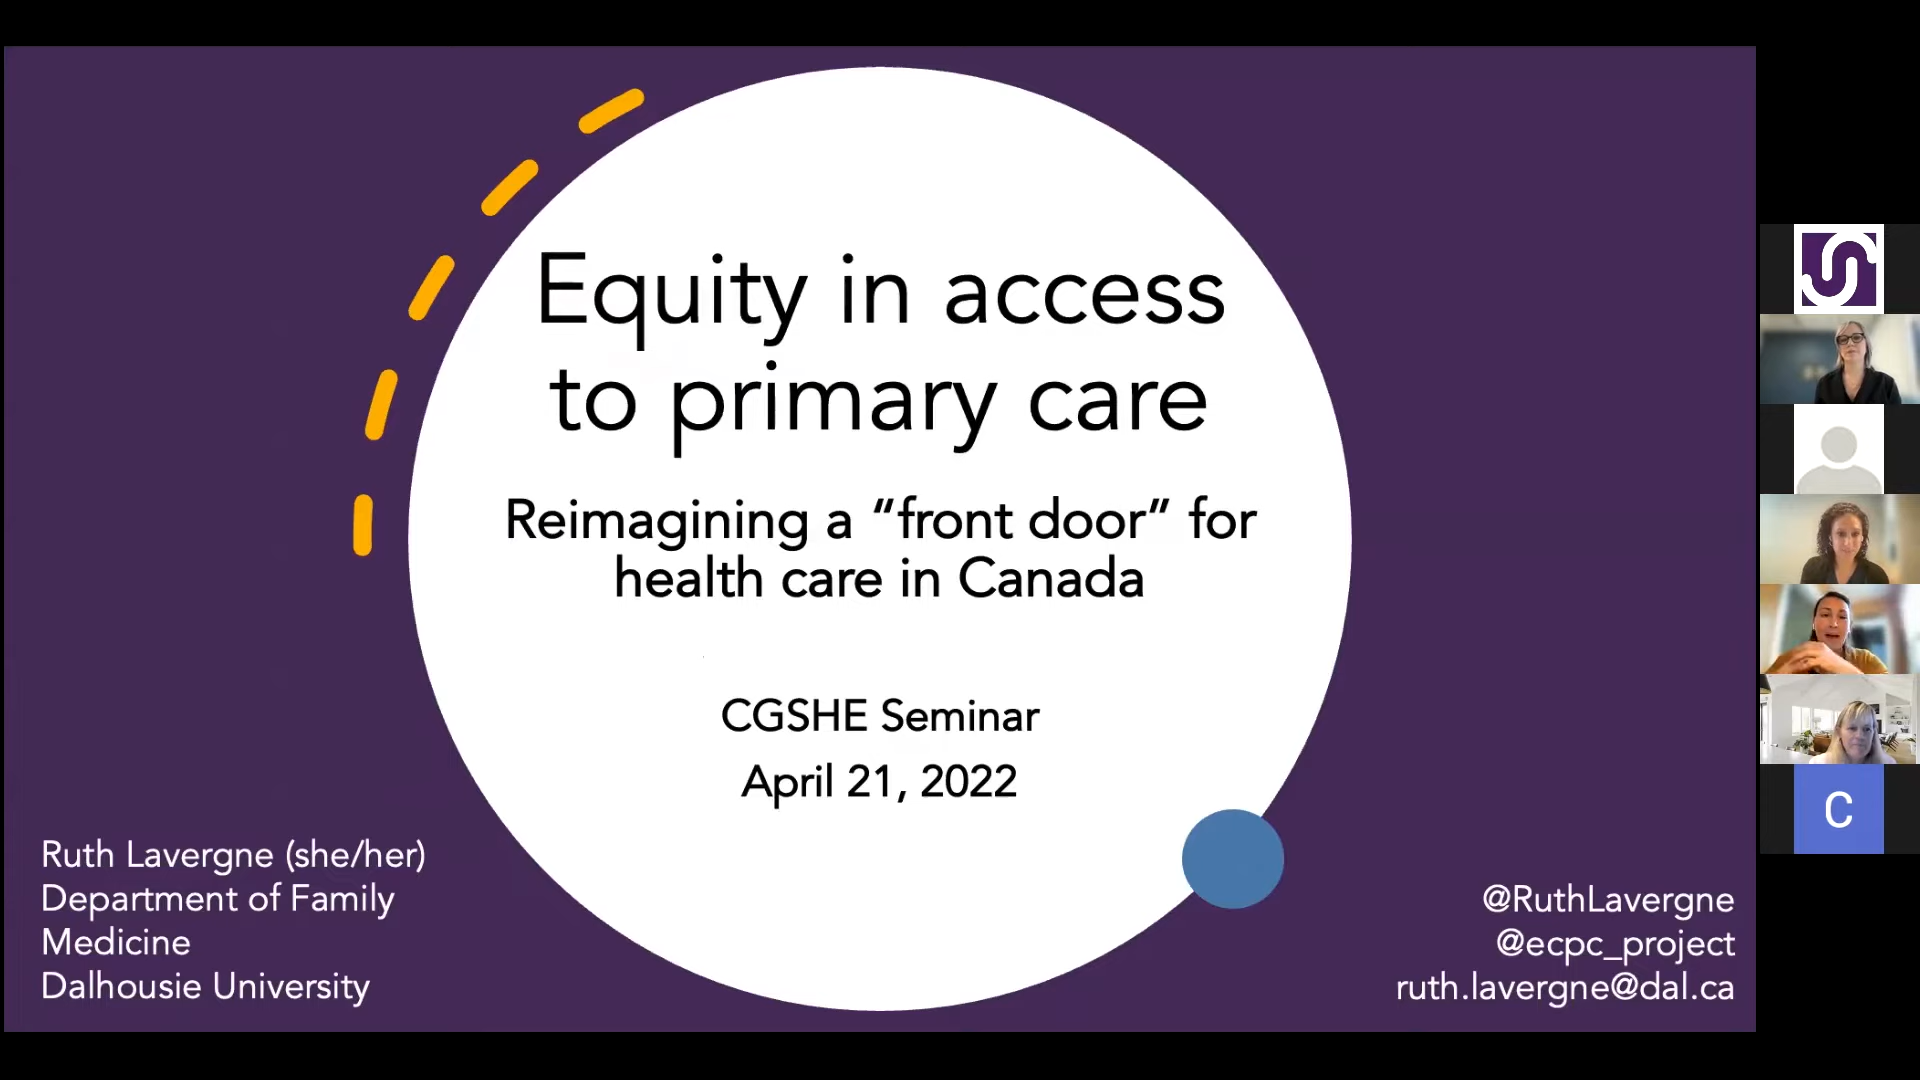 Equity in access
to primary care
Reimagining a “front door” for
health care in Canada
CGSHE Seminar
April 21, 2022
Ruth Lavergne (she/her)
Department of Family
Medicine
Dalhousie University
@RuthLavergne
@ecpc_project
ruth.lavergne@dal.ca
C